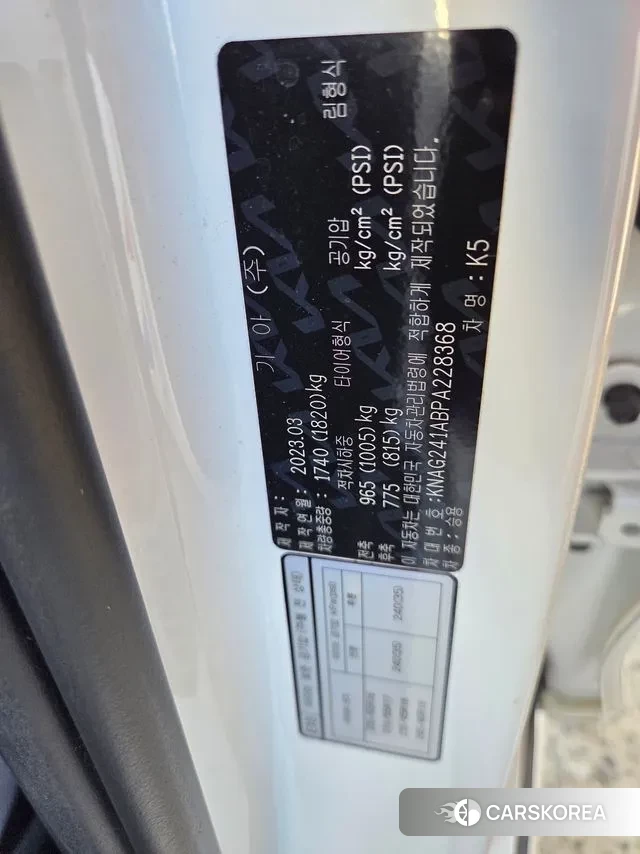 제 작 자 : 기 아 (주)
제작연월 : 2023.03
차량총중량 : 1740 (1820)kg
적차시하중 타이어형식 림형식 공기압
전축 965 (1005) kg kg/cm² (PSI)
후축 775 (815) kg kg/cm² (PSI)
이 자동차는 대한민국 자동차관리법령에 적합하게 제작되었습니다.
차 대 번 호 :KNAG241ABPA228368
차 종 : 승용 차 명 : K5
240(35) 240(35)
CARSKOREA